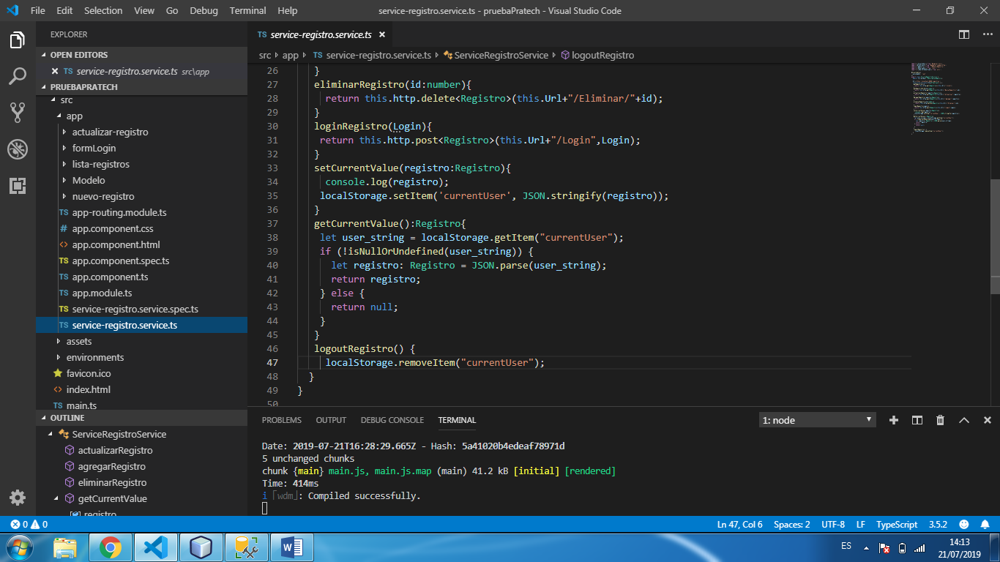 File Edit Selection View Go Debug Terminal Help
service-registro.service.ts - pruebaPratech - Visual Studio Code
EXPLORER
OPEN EDITORS
TS service-registro.service.ts src\app
PRUEBAPRATECH
src
app
actualizar-registro
formLogin
lista-registros
Modelo
nuevo-registro
TS app-routing.module.ts
# app.component.css
<> app.component.html
TS app.component.spec.ts
TS app.component.ts
TS app.module.ts
TS service-registro.service.spec.ts
TS service-registro.service.ts
assets
environments
favicon.ico
<> index.html
TS main.ts
OUTLINE
ServiceRegistroService
actualizarRegistro
agregarRegistro
eliminarRegistro
getCurrentValue
registro
TS service-registro.service.ts
src app TS service-registro.service.ts ServiceRegistroService logoutRegistro
26 }
27 eliminarRegistro(id:number){
28 return this.http.delete<Registro>(this.Url+"/Eliminar/"+id);
29 }
30 loginRegistro(Login){
31 return this.http.post<Registro>(this.Url+"/Login",Login);
32 }
33 setCurrentValue(registro:Registro){
34 console.log(registro);
35 localStorage.setItem('currentUser', JSON.stringify(registro));
36 }
37 getCurrentValue():Registro{
38 let user_string = localStorage.getItem("currentUser");
39 if (!isNullOrUndefined(user_string)) {
40 let registro: Registro = JSON.parse(user_string);
41 return registro;
42 } else {
43 return null;
44 }
45 }
46 logoutRegistro() {
47 localStorage.removeItem("currentUser");
48 }
49 }
50
PROBLEMS OUTPUT DEBUG CONSOLE TERMINAL
1: node
Date: 2019-07-21T16:28:29.665Z - Hash: 5a41020b4edeaf78971d
5 unchanged chunks
chunk {main} main.js, main.js.map (main) 41.2 kB [initial] [rendered]
Time: 414ms
i ｢wdm｣: Compiled successfully.
0 0
Ln 47, Col 6 Spaces: 2 UTF-8 LF TypeScript 3.5.2
ES
14:13
21/07/2019